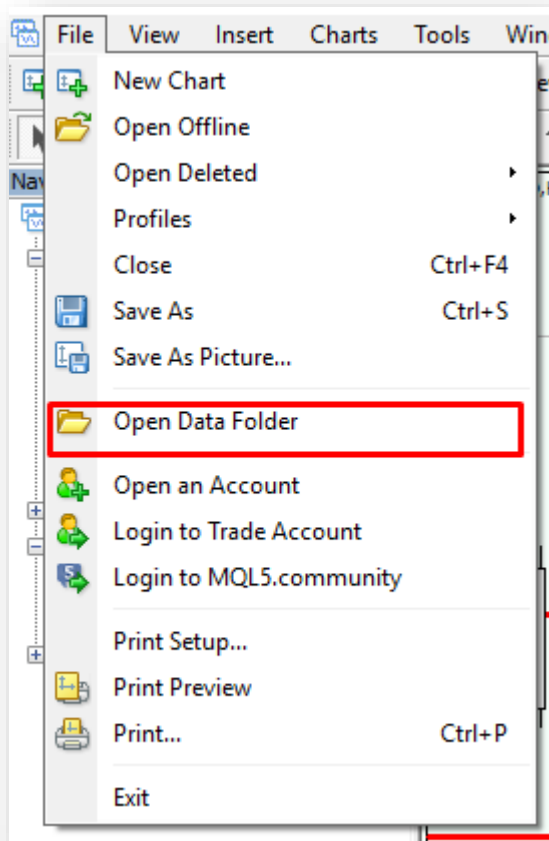 File View Insert Charts Tools
New Chart
Open Offline
Open Deleted
Profiles
Close Ctrl+F4
Save As Ctrl+S
Save As Picture...
Open Data Folder
Open an Account
Login to Trade Account
Login to MQL5.community
Print Setup...
Print Preview
Print... Ctrl+P
Exit